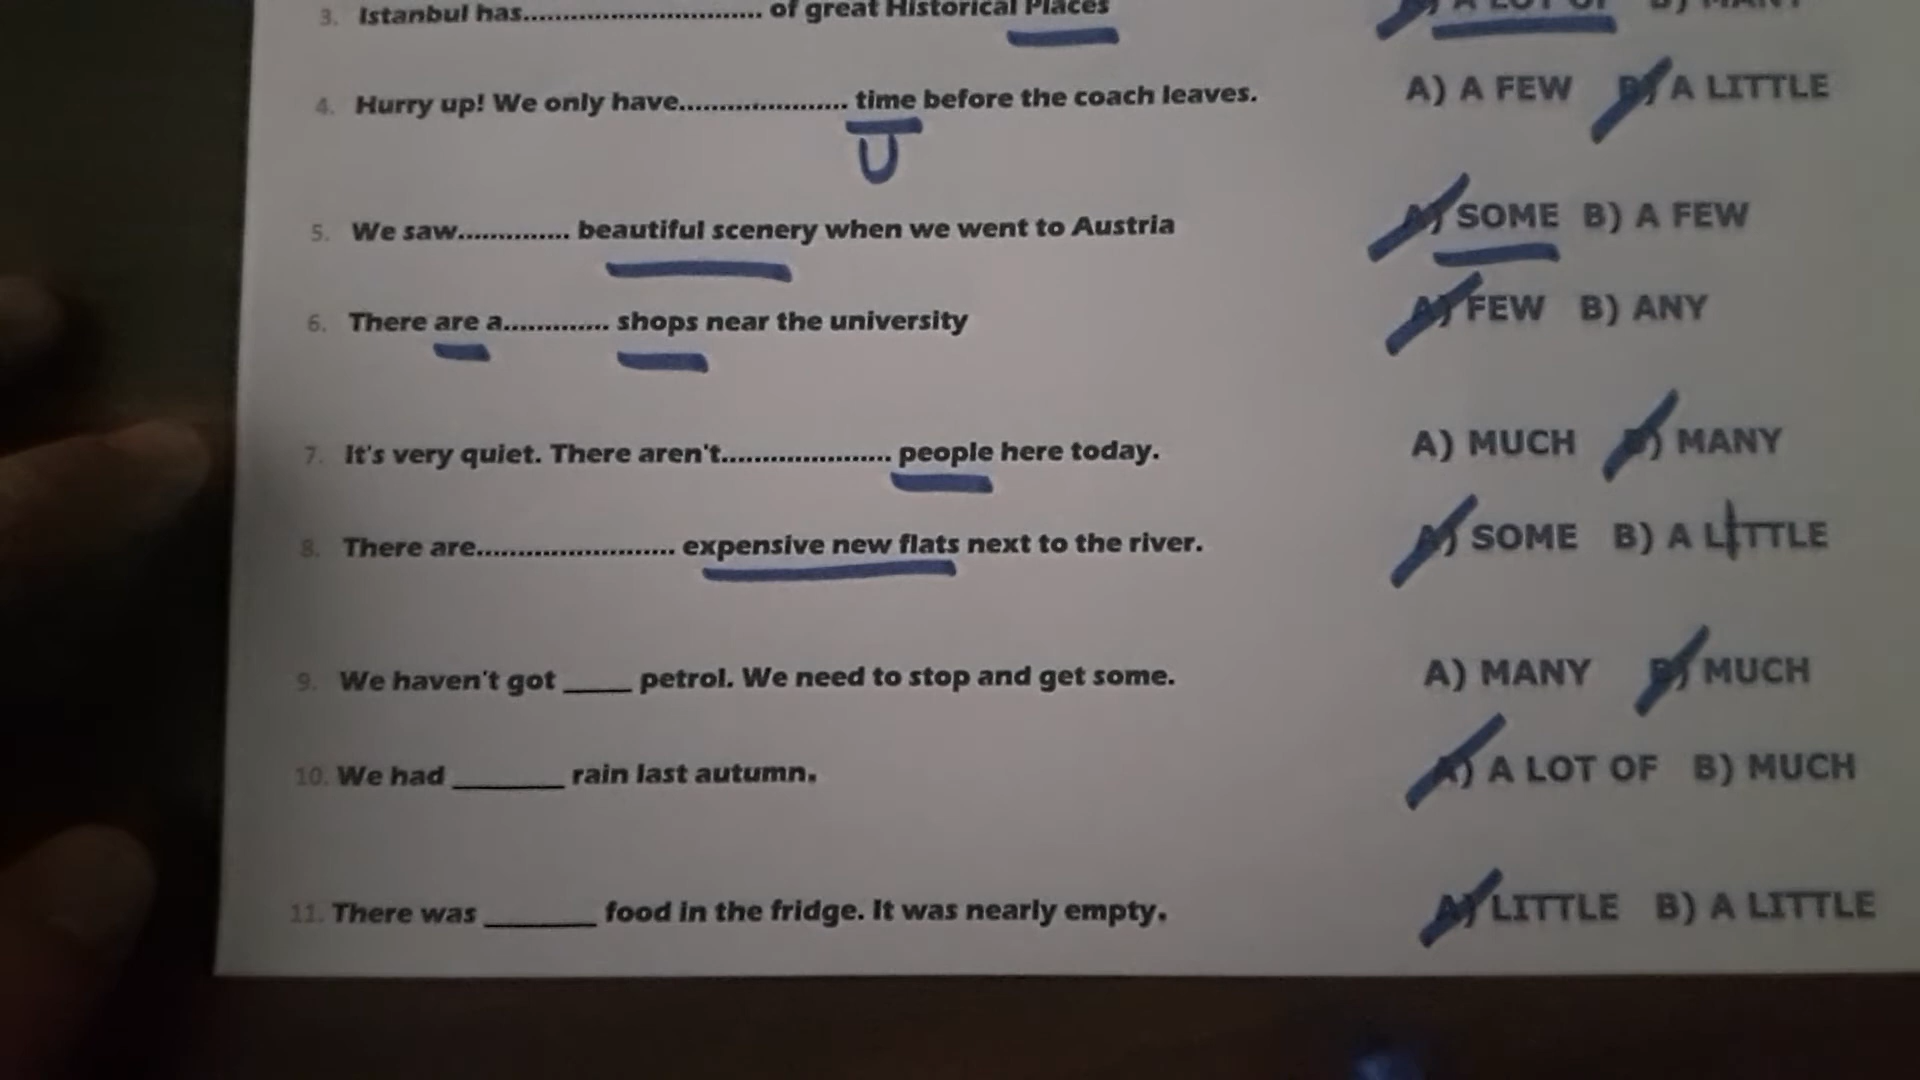 3. Istanbul has............................. of great Historical Places A) A LOT OF B) MANY
4. Hurry up! We only have..................... time before the coach leaves. A) A FEW B) A LITTLE
U
5. We saw.............. beautiful scenery when we went to Austria A) SOME B) A FEW
6. There are a............. shops near the university A) FEW B) ANY
7. It's very quiet. There aren't..................... people here today. A) MUCH B) MANY
8. There are........................ expensive new flats next to the river. A) SOME B) A LITTLE
9. We haven't got _____ petrol. We need to stop and get some. A) MANY B) MUCH
10. We had ________ rain last autumn. A) A LOT OF B) MUCH
11. There was ________ food in the fridge. It was nearly empty. A) LITTLE B) A LITTLE